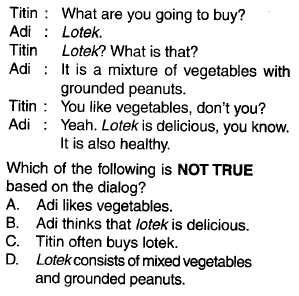 Titin : What are you going to buy?
Adi : Lotek.
Titin Lotek? What is that?
Adi : It is a mixture of vegetables with
grounded peanuts.
Titin : You like vegetables, don't you?
Adi : Yeah. Lotek is delicious, you know.
It is also healthy.
Which of the following is NOT TRUE
based on the dialog?
A. Adi likes vegetables.
B. Adi thinks that lotek is delicious.
C. Titin often buys lotek.
D. Lotek consists of mixed vegetables
and grounded peanuts.